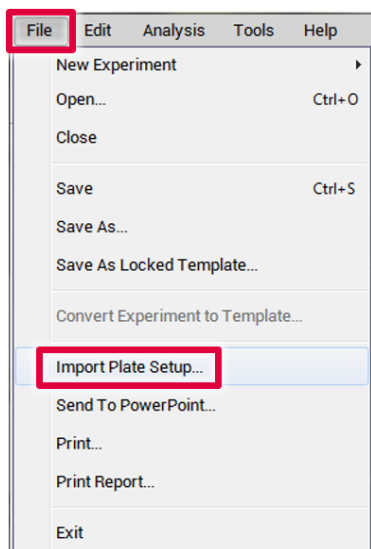 File Edit Analysis Tools Help
New Experiment
Open... Ctrl+O
Close
Save Ctrl+S
Save As...
Save As Locked Template...
Convert Experiment to Template...
Import Plate Setup...
Send To PowerPoint...
Print...
Print Report...
Exit